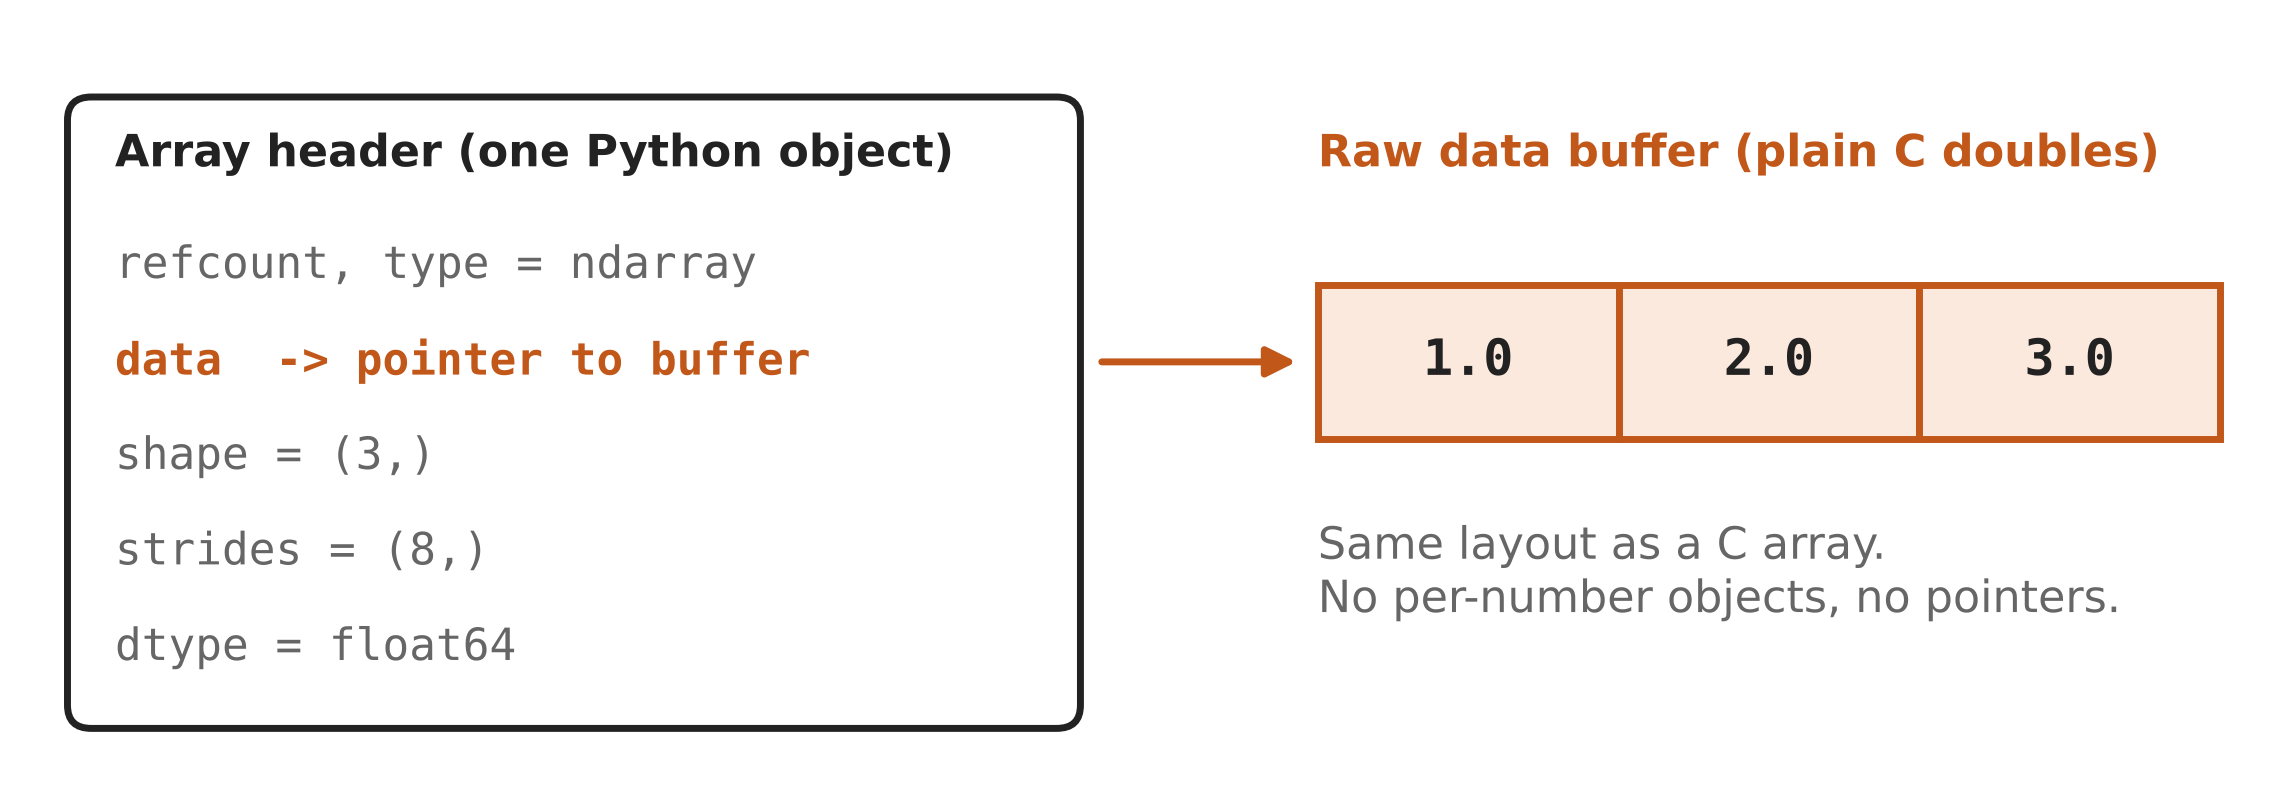 Array header (one Python object)
refcount, type = ndarray
data  -> pointer to buffer
shape = (3,)
strides = (8,)
dtype = float64
Raw data buffer (plain C doubles)
1.0 2.0 3.0
Same layout as a C array.
No per-number objects, no pointers.